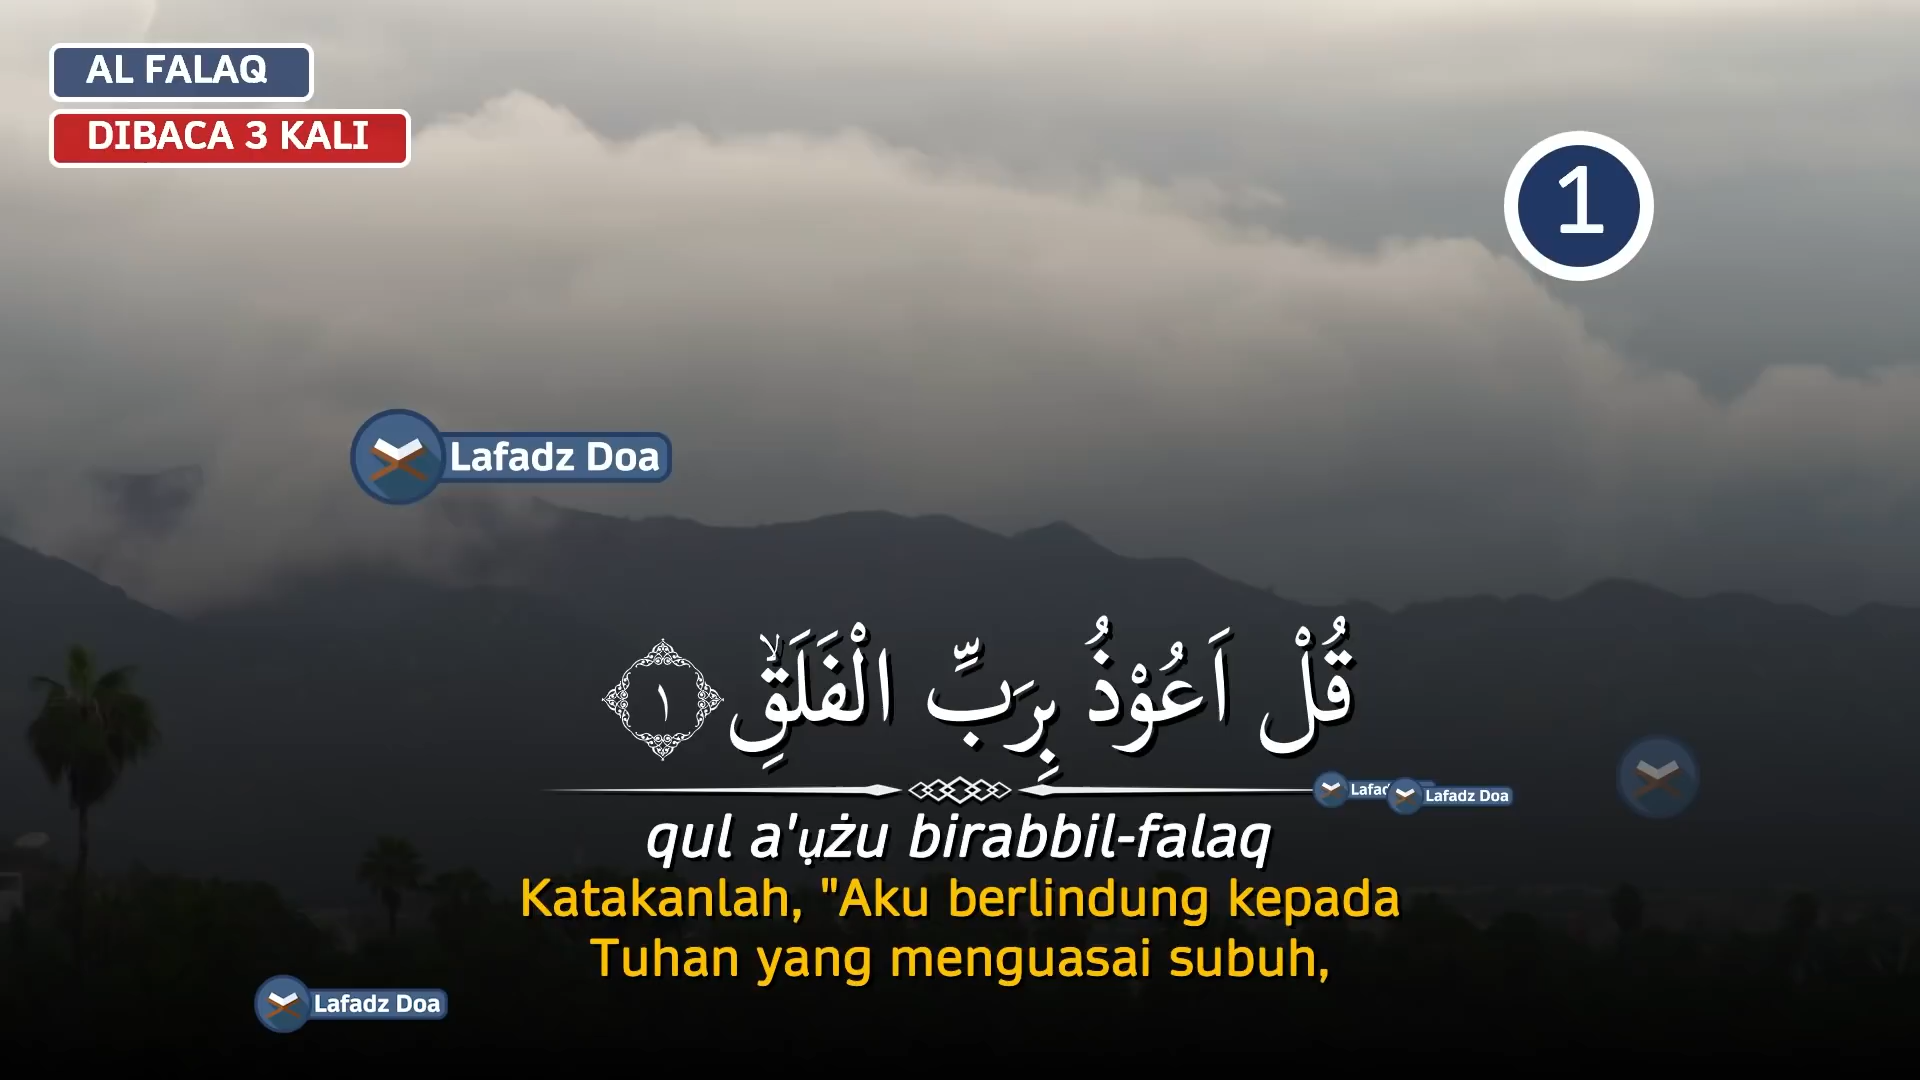 AL FALAQ
DIBACA 3 KALI
1
Lafadz Doa
قُلْ اَعُوْذُ بِرَبِّ الْفَلَقِۙ ١
Lafadz Doa
qul a'ụżu birabbil-falaq
Katakanlah, "Aku berlindung kepada
Tuhan yang menguasai subuh,
Lafadz Doa